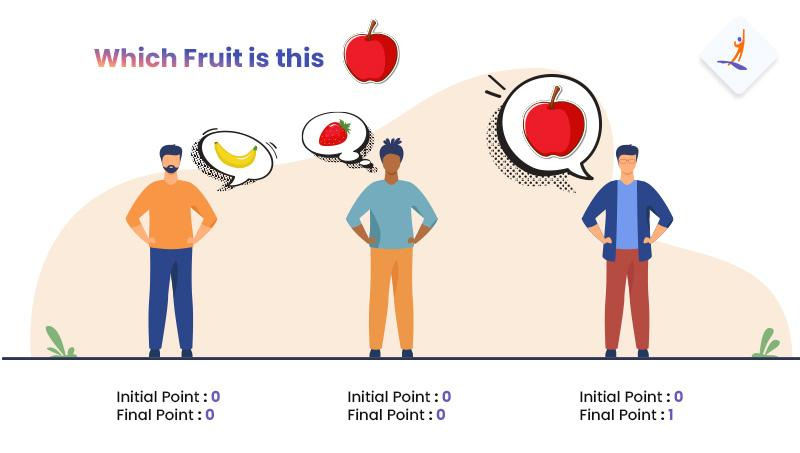 Which Fruit is this
Initial Point : 0
Final Point : 0
Initial Point : 0
Final Point : 0
Initial Point : 0
Final Point : 1